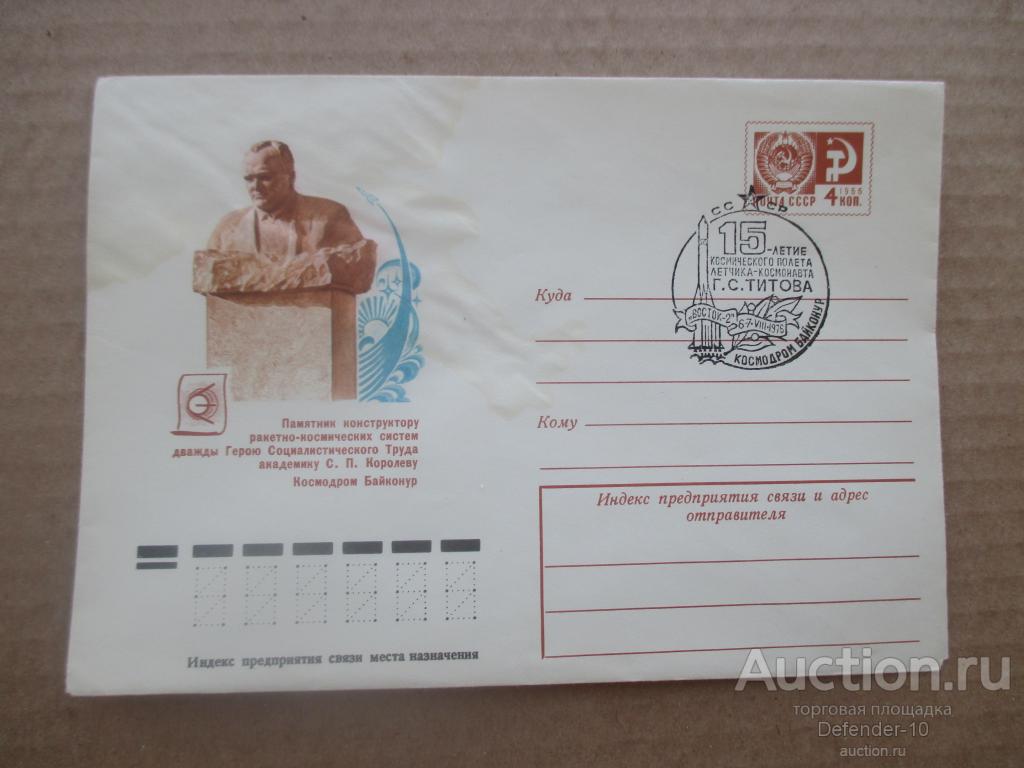 1966
4
ПОЧТА СССР КОП.
СССР
15-ЛЕТИЕ
КОСМИЧЕСКОГО ПОЛЕТА
ЛЕТЧИКА-КОСМОНАВТА
Г.С.ТИТОВА
„ВОСТОК-2"
6-7-VIII-1976
КОСМОДРОМ БАЙКОНУР
Куда
Кому
Памятник конструктору
ракетно-космических систем
дважды Герою Социалистического Труда
академику С. П. Королеву
Космодром Байконур
Индекс предприятия связи и адрес
отправителя
Индекс предприятия связи места назначения
Auction.ru
торговая площадка
Defender-10
auction.ru